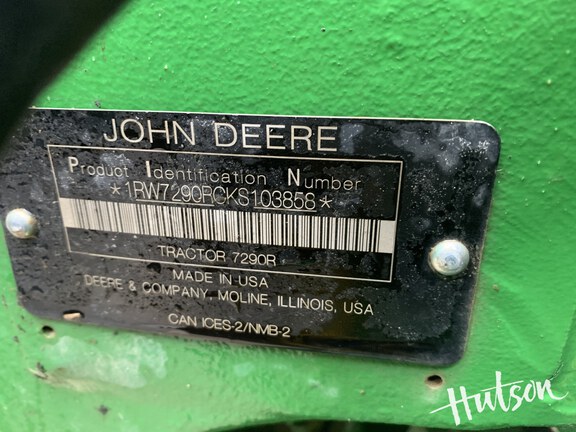 JOHN DEERE
Product Identification Number
*1RW7290RCKS103858*
TRACTOR 7290R
MADE IN USA
DEERE & COMPANY, MOLINE, ILLINOIS, USA
CAN ICES-2/NMB-2
Hutson